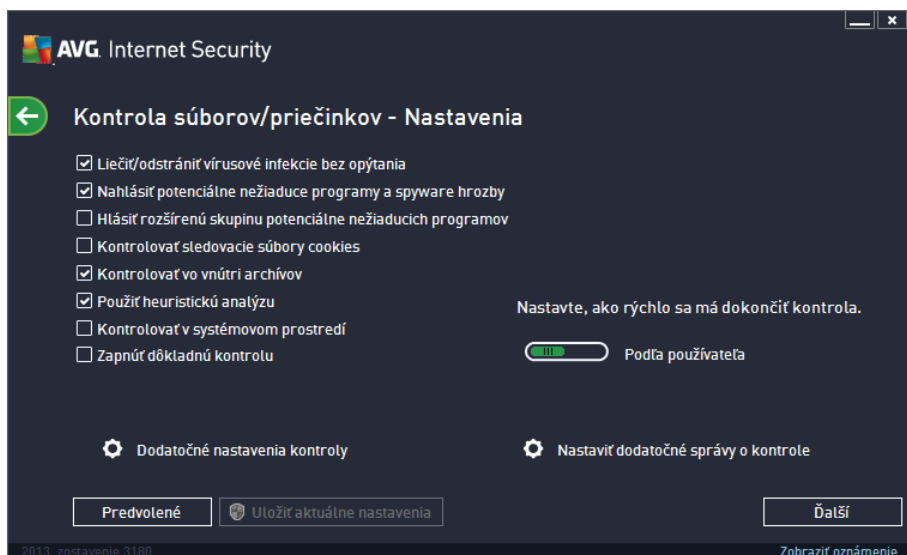 AVG. Internet Security
Kontrola súborov/priečinkov - Nastavenia
Liečiť/odstrániť vírusové infekcie bez opýtania
Nahlásiť potenciálne nežiaduce programy a spyware hrozby
Hlásiť rozšírenú skupinu potenciálne nežiaducich programov
Kontrolovať sledovacie súbory cookies
Kontrolovať vo vnútri archívov
Použiť heuristickú analýzu
Kontrolovať v systémovom prostredí
Zapnúť dôkladnú kontrolu
Nastavte, ako rýchlo sa má dokončiť kontrola.
Podľa používateľa
Dodatočné nastavenia kontroly
Nastaviť dodatočné správy o kontrole
Predvolené
Uložiť aktuálne nastavenia
Ďalší
2013 zostavenie 3180
Zobraziť oznámenie